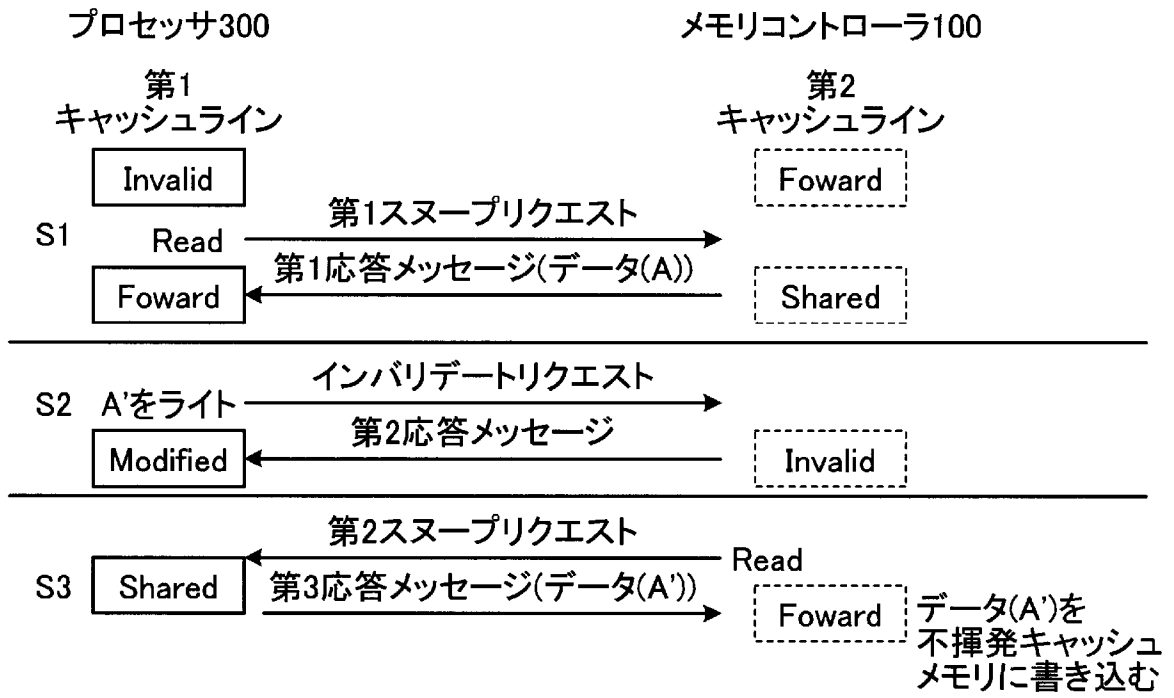 プロセッサ300
メモリコントローラ100
第1
キャッシュライン
第2
キャッシュライン
Invalid
Foward
第1スヌープリクエスト
S1
Read
第1応答メッセージ(データ(A))
Foward
Shared
インバリデートリクエスト
S2
A'をライト
第2応答メッセージ
Modified
Invalid
第2スヌープリクエスト
Read
S3
Shared
第3応答メッセージ(データ(A'))
Foward
データ(A')を
不揮発キャッシュ
メモリに書き込む